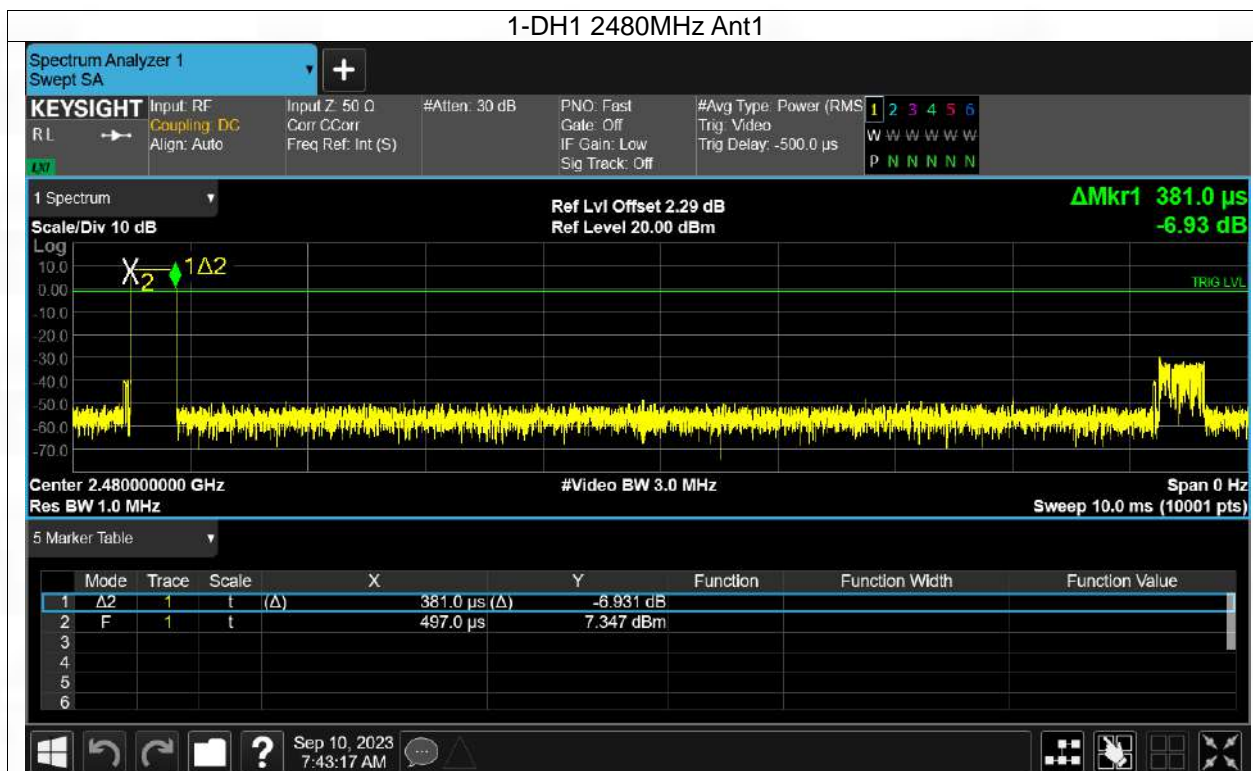 1-DH1 2480MHz Ant1
Spectrum Analyzer 1
Swept SA
+
KEYSIGHT
RL
LXI
Input: RF
Coupling: DC
Align: Auto
Input Z: 50 Ω
Corr CCorr
Freq Ref: Int (S)
#Atten: 30 dB
PNO: Fast
Gate: Off
IF Gain: Low
Sig Track: Off
#Avg Type: Power (RMS
Trig: Video
Trig Delay: -500.0 µs
1 2 3 4 5 6
W W W W W W
P N N N N N
1 Spectrum
Scale/Div 10 dB
Ref Lvl Offset 2.29 dB
Ref Level 20.00 dBm
ΔMkr1 381.0 µs
-6.93 dB
Log
10.0
0.00
-10.0
-20.0
-30.0
-40.0
-50.0
-60.0
-70.0
X2
1Δ2
TRIG LVL
Center 2.480000000 GHz
Res BW 1.0 MHz
#Video BW 3.0 MHz
Span 0 Hz
Sweep 10.0 ms (10001 pts)
5 Marker Table
Mode Trace Scale X Y Function Function Width Function Value
1 Δ2 1 t (Δ) 381.0 µs (Δ) -6.931 dB
2 F 1 t 497.0 µs 7.347 dBm
3
4
5
6
?
Sep 10, 2023
7:43:17 AM